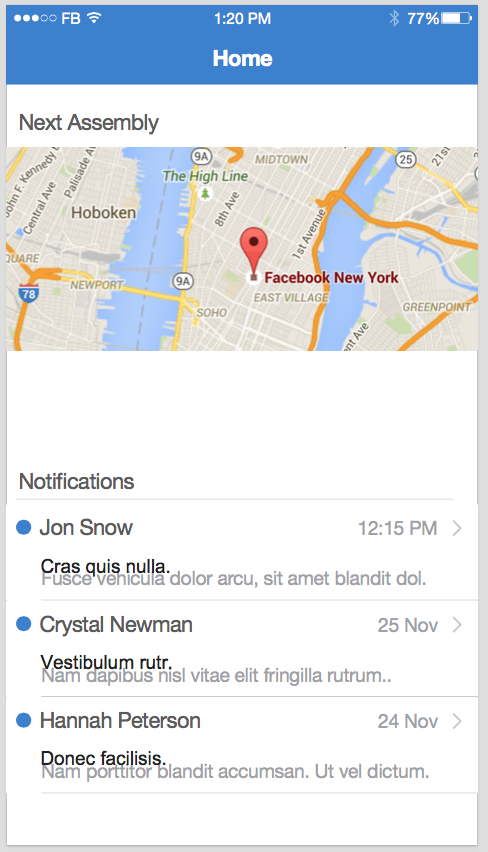 FB 1:20 PM 77%
Home
Next Assembly
John F. Kennedy
Central Ave
Palisade
9A
MIDTOWN
25
21st
The High Line
Hoboken
8th Ave
1st Avenue
QUARE
9A
Facebook New York
78
NEWPORT
EAST VILLAGE
GREENPOINT
SOHO
ent Ave
Notifications
Jon Snow 12:15 PM
Cras quis nulla.
Fusce vehicula dolor arcu, sit amet blandit dol.
Crystal Newman 25 Nov
Vestibulum rutr.
Nam dapibus nisl vitae elit fringilla rutrum..
Hannah Peterson 24 Nov
Donec facilisis.
Nam porttitor blandit accumsan. Ut vel dictum.